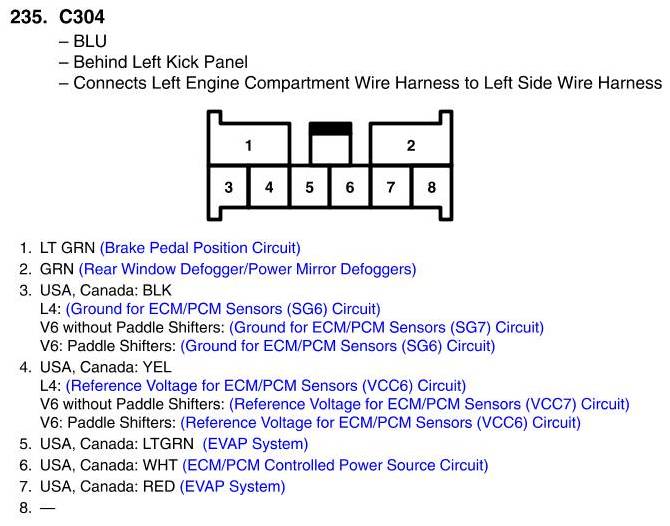 235. C304
– BLU
– Behind Left Kick Panel
– Connects Left Engine Compartment Wire Harness to Left Side Wire Harness
1 2
3 4 5 6 7 8
1. LT GRN (Brake Pedal Position Circuit)
2. GRN (Rear Window Defogger/Power Mirror Defoggers)
3. USA, Canada: BLK
L4: (Ground for ECM/PCM Sensors (SG6) Circuit)
V6 without Paddle Shifters: (Ground for ECM/PCM Sensors (SG7) Circuit)
V6: Paddle Shifters: (Ground for ECM/PCM Sensors (SG6) Circuit)
4. USA, Canada: YEL
L4: (Reference Voltage for ECM/PCM Sensors (VCC6) Circuit)
V6 without Paddle Shifters: (Reference Voltage for ECM/PCM Sensors (VCC7) Circuit)
V6: Paddle Shifters: (Reference Voltage for ECM/PCM Sensors (VCC6) Circuit)
5. USA, Canada: LTGRN (EVAP System)
6. USA, Canada: WHT (ECM/PCM Controlled Power Source Circuit)
7. USA, Canada: RED (EVAP System)
8. —